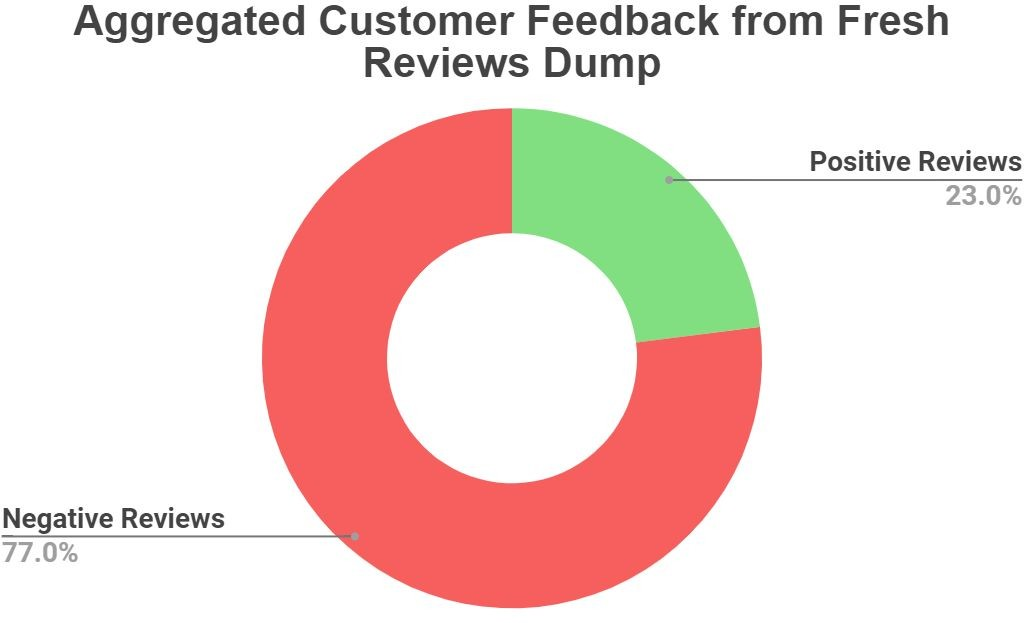 Aggregated Customer Feedback from Fresh
Reviews Dump
Positive Reviews
23.0%
Negative Reviews
77.0%